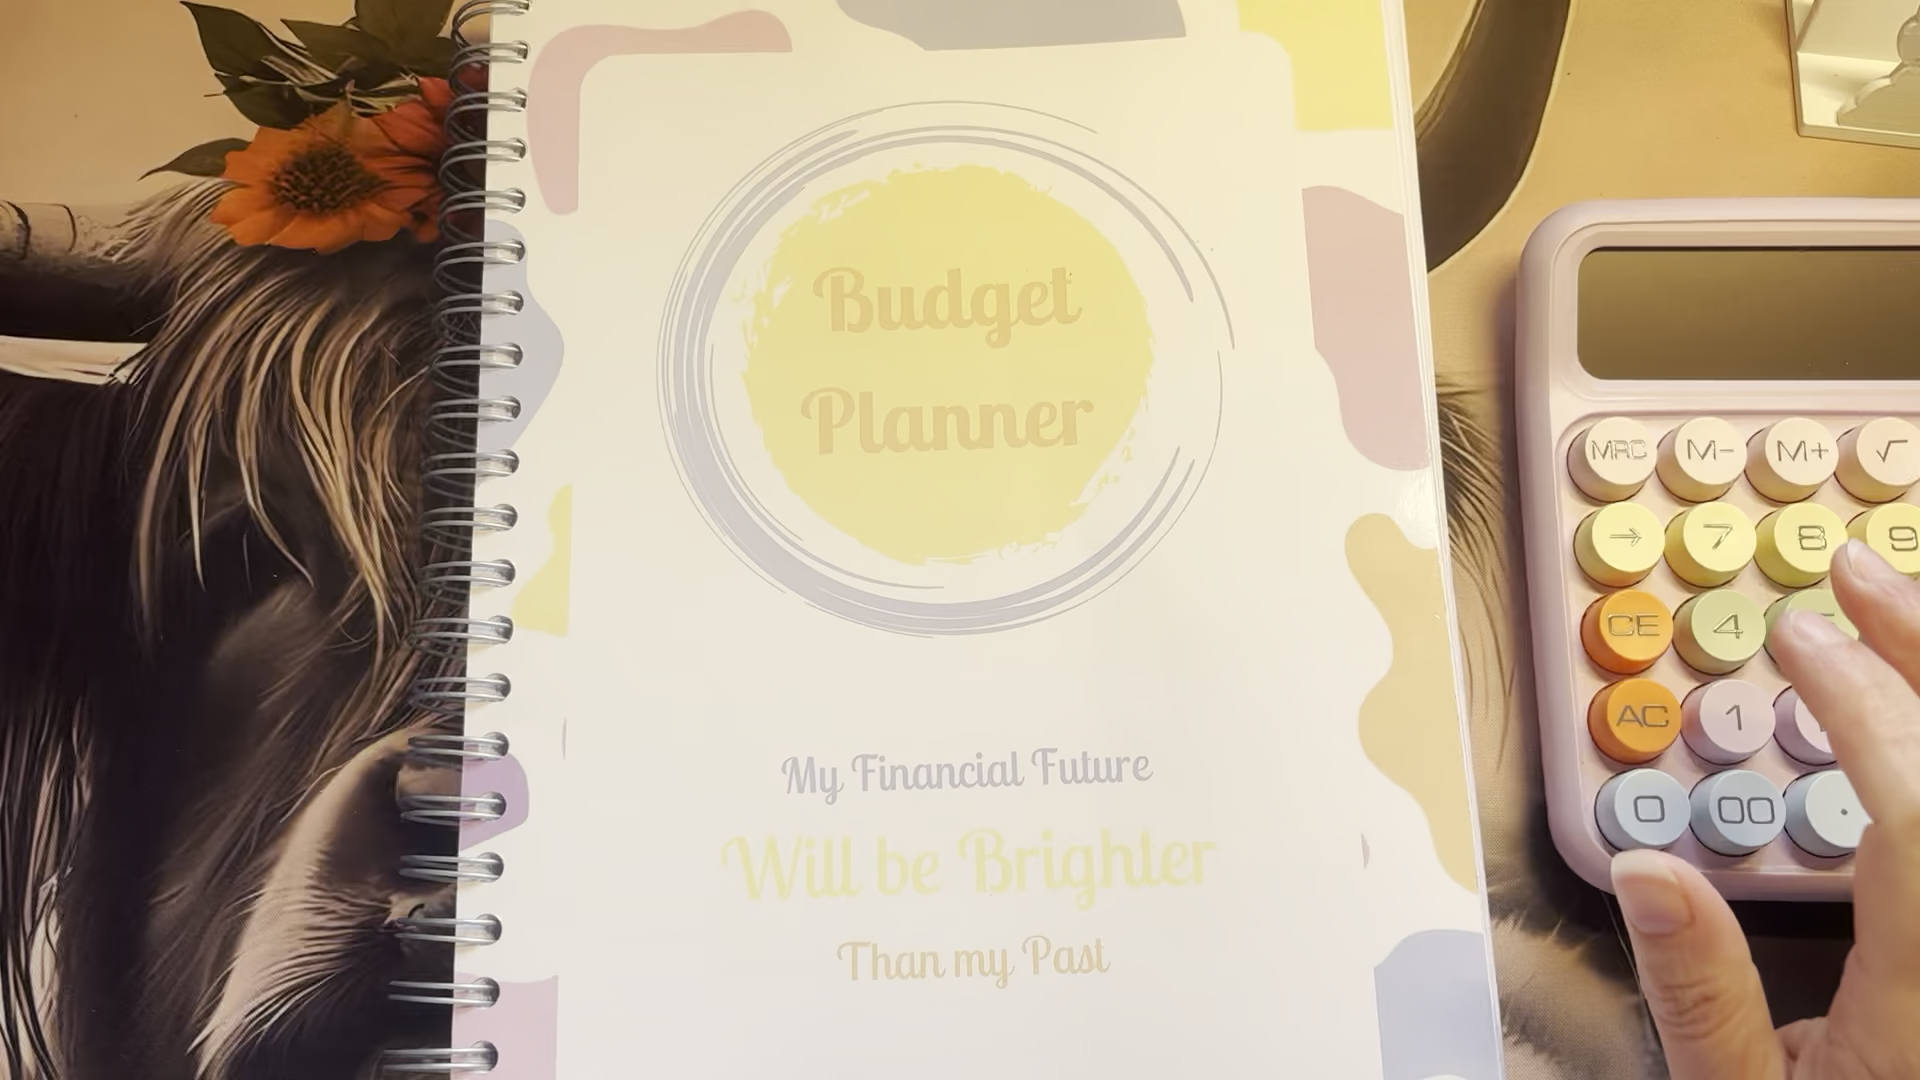 Budget
Planner
My Financial Future
Will be Brighter
Than my Past
MRC M- M+ √
→ 7 8 9
CE 4
AC 1
0 00 .